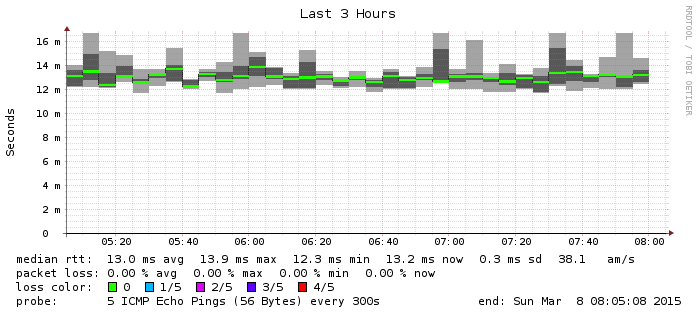 Last 3 Hours
RRDTOOL / TOBI OETIKER
Seconds
16 m
14 m
12 m
10 m
8 m
6 m
4 m
2 m
0
05:20 05:40 06:00 06:20 06:40 07:00 07:20 07:40 08:00
median rtt: 13.0 ms avg 13.9 ms max 12.3 ms min 13.2 ms now 0.3 ms sd 38.1 am/s
packet loss: 0.00 % avg 0.00 % max 0.00 % min 0.00 % now
loss color: 0 1/5 2/5 3/5 4/5
probe: 5 ICMP Echo Pings (56 Bytes) every 300s end: Sun Mar 8 08:05:08 2015